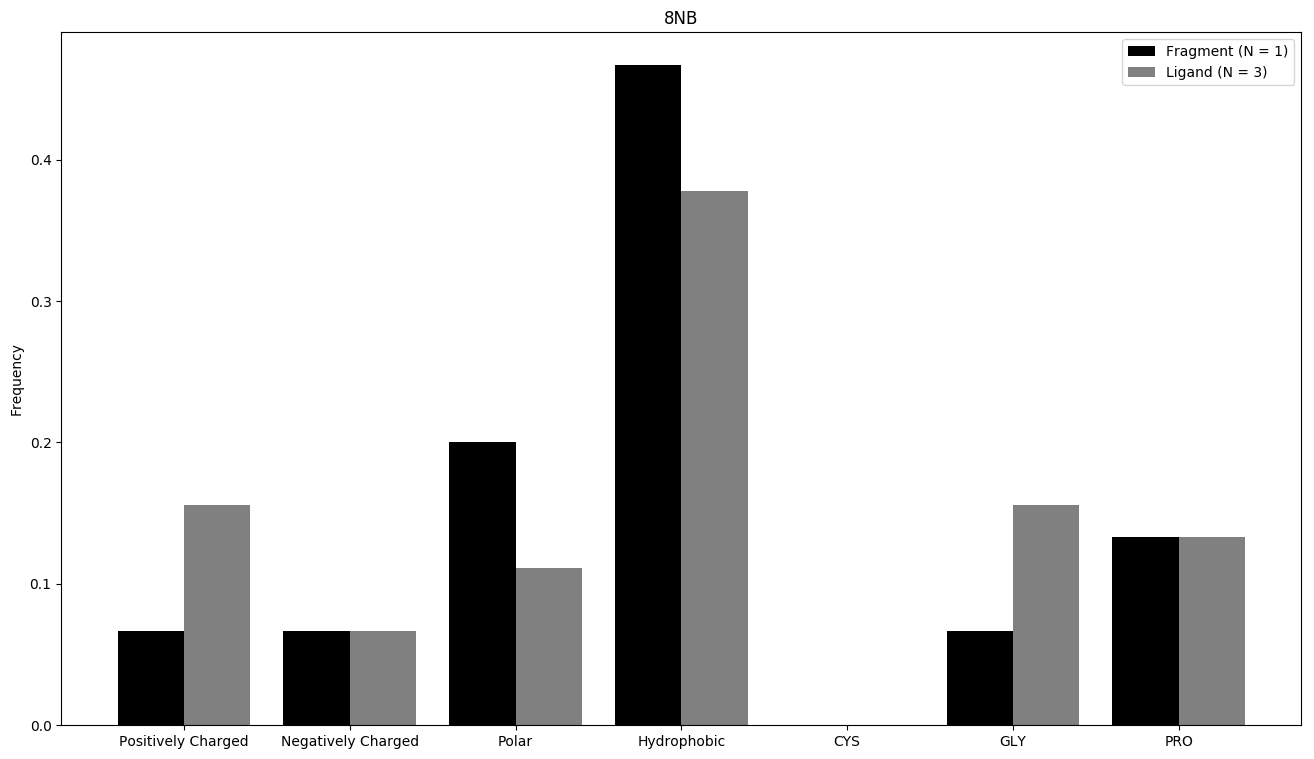 8NB
Fragment (N = 1)
Ligand (N = 3)
Frequency
0.4
0.3
0.2
0.1
0.0
Positively Charged
Negatively Charged
Polar
Hydrophobic
CYS
GLY
PRO